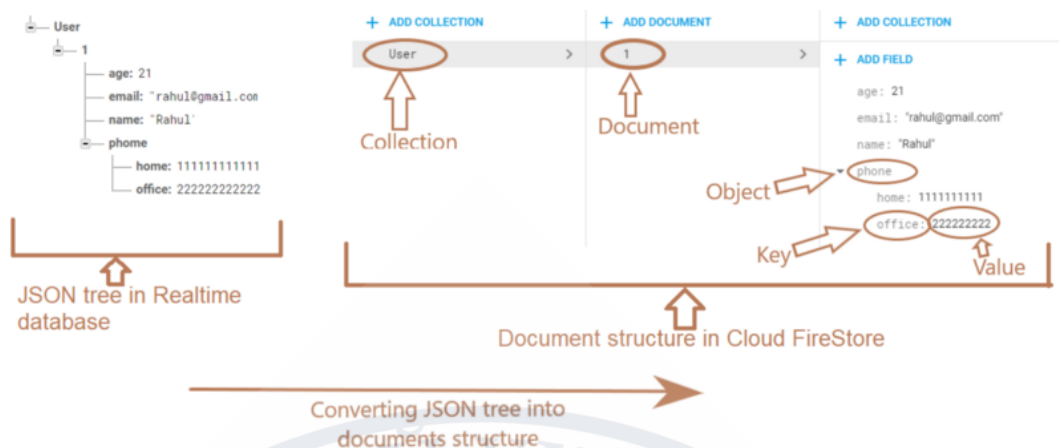 User
1
age: 21
email: "rahul@gmail.com
name: "Rahul'
phome
home: 111111111111
office: 222222222222
JSON tree in Realtime
database
+ ADD COLLECTION
User >
Collection
+ ADD DOCUMENT
1 >
Document
+ ADD COLLECTION
+ ADD FIELD
age: 21
email: "rahul@gmail.com"
name: "Rahul"
phone
home: 1111111111
office: 222222222
Object
Key
Value
Document structure in Cloud FireStore
Converting JSON tree into
documents structure